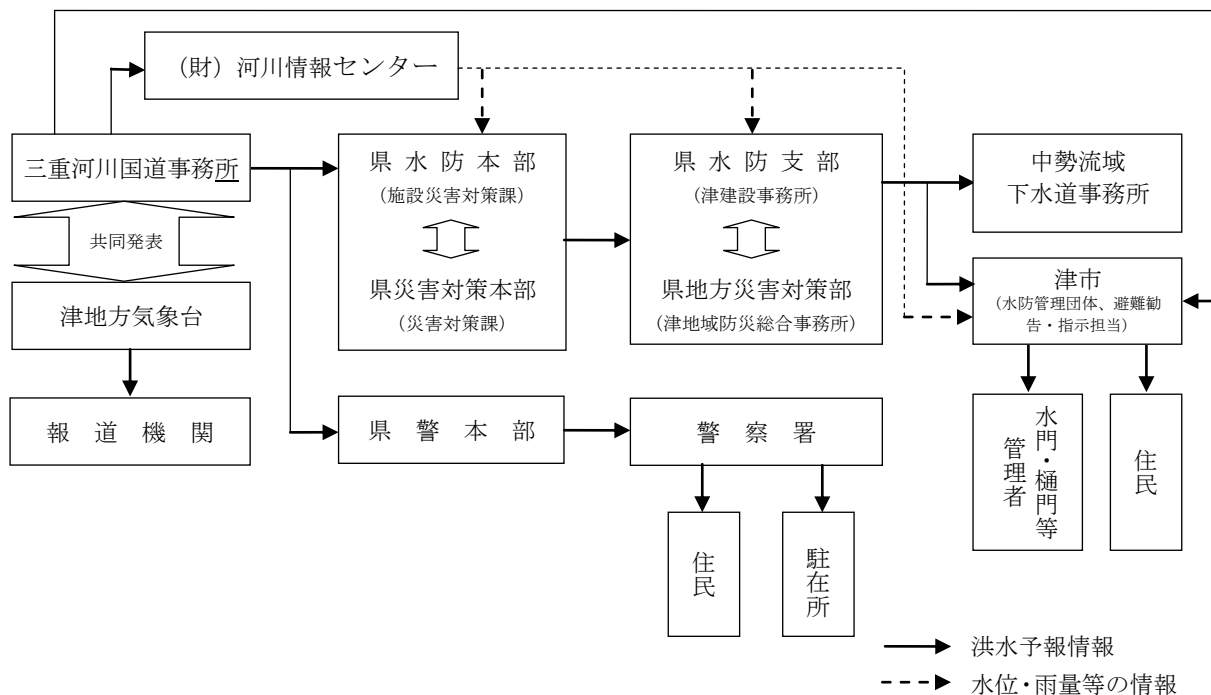 （財）河川情報センター
三重河川国道事務所
共同発表
津地方気象台
報道機関
県水防本部
（施設災害対策課）
県災害対策本部
（災害対策課）
県水防支部
（津建設事務所）
県地方災害対策部
（津地域防災総合事務所）
中勢流域
下水道事務所
津市
（水防管理団体、避難勧
告・指示担当）
県警本部
警察署
住民
駐在所
水門・樋門等
管理者
住民
洪水予報情報
水位・雨量等の情報